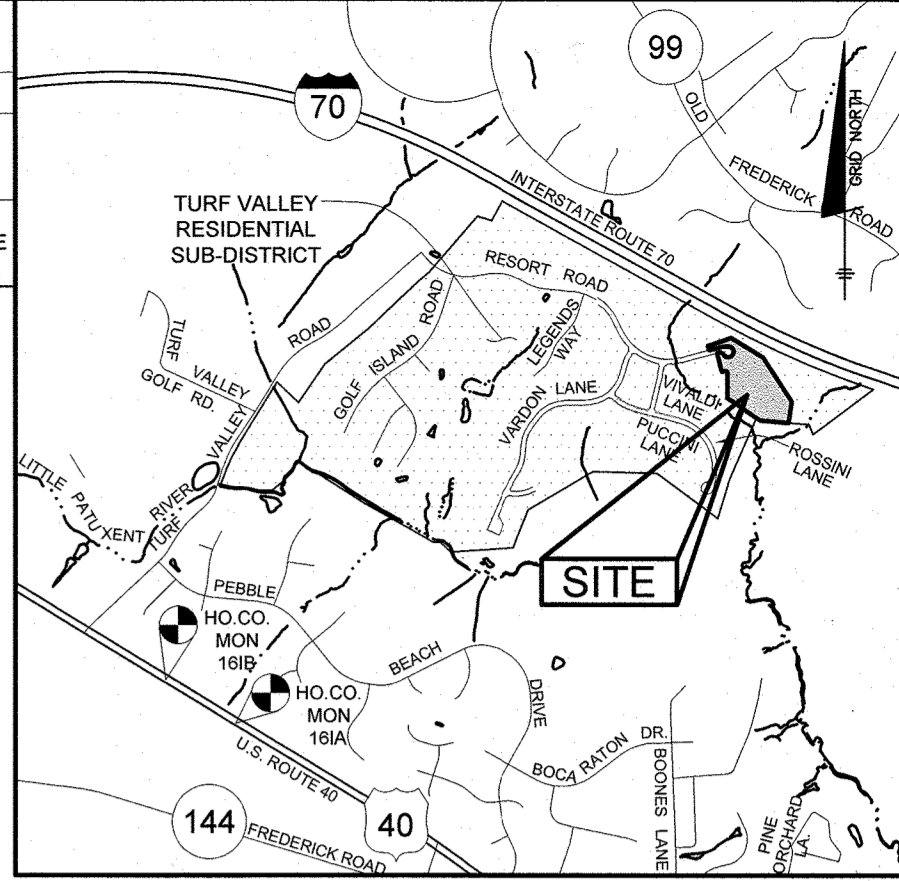 99
70
OLD
FREDERICK
ROAD
GRID NORTH
INTERSTATE ROUTE 70
TURF VALLEY
RESIDENTIAL
SUB-DISTRICT
E
RESORT ROAD
ROAD
GOLF ISLAND ROAD
LEGENDS
WAY
TURF
VALLEY
GOLF RD.
VALLEY
VARDON LANE
VIVALDI
LANE
PUCCINI
LANE
ROSSINI
LANE
LITTLE
PATUXENT
RIVER
TURF
SITE
PEBBLE
BEACH
DRIVE
HO.CO.
MON
16IB
HO.CO.
MON
16IA
U.S. ROUTE 40
BOCA RATON
DR.
BOONES LANE
PINE
ORCHARD
LA.
144
FREDERICK ROAD
40